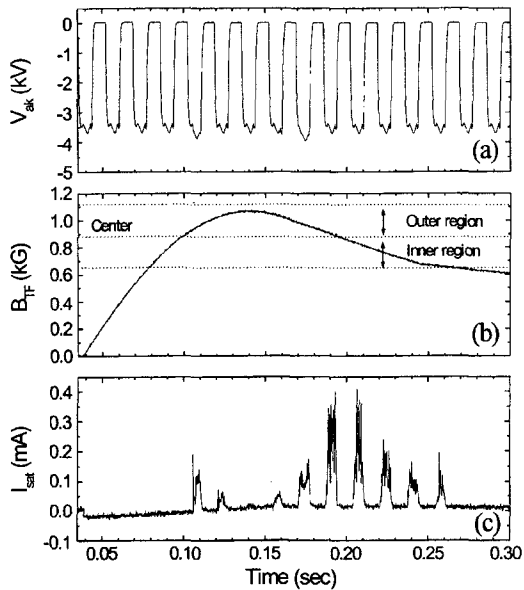 0
-1
-2
-3
-4
-5
V_ak (kV)
(a)
1.2
1.0
0.8
0.6
0.4
0.2
0.0
B_TF (kG)
Center
Outer region
Inner region
(b)
0.4
0.3
0.2
0.1
0.0
-0.1
I_sat (mA)
(c)
0.05 0.10 0.15 0.20 0.25 0.30
Time (sec)